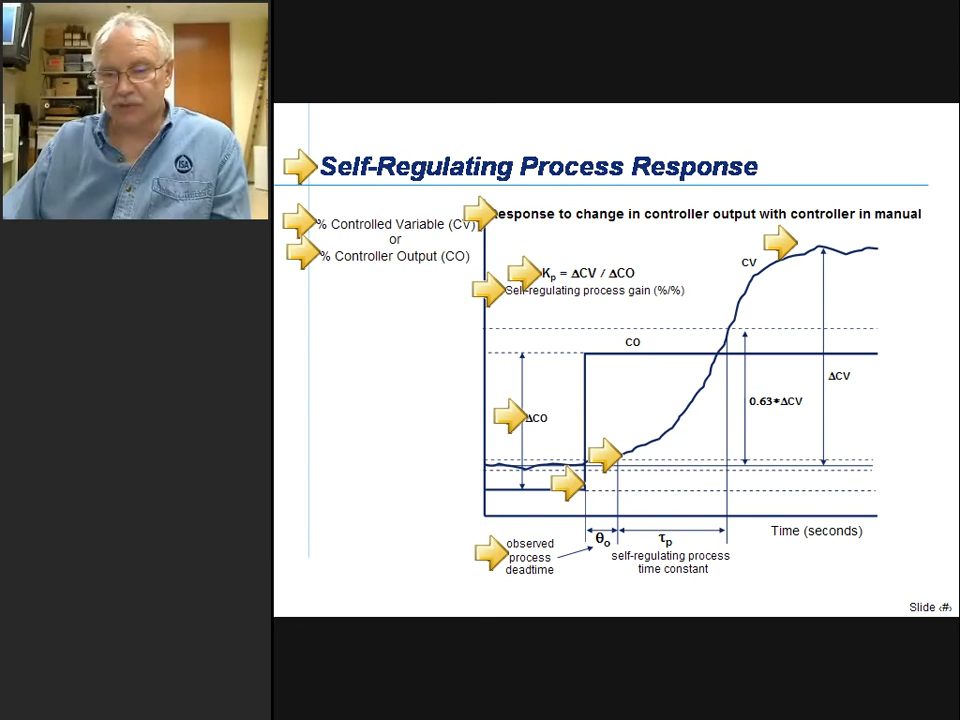 ISA
Self-Regulating Process Response
% Controlled Variable (CV)
or
% Controller Output (CO)
esponse to change in controller output with controller in manual
Kp = ΔCV / ΔCO
Self-regulating process gain (%/%)
CV
CO
ΔCV
0.63*ΔCV
ΔCO
Time (seconds)
θo
τp
observed
process
deadtime
self-regulating process
time constant
Slide ‹#›